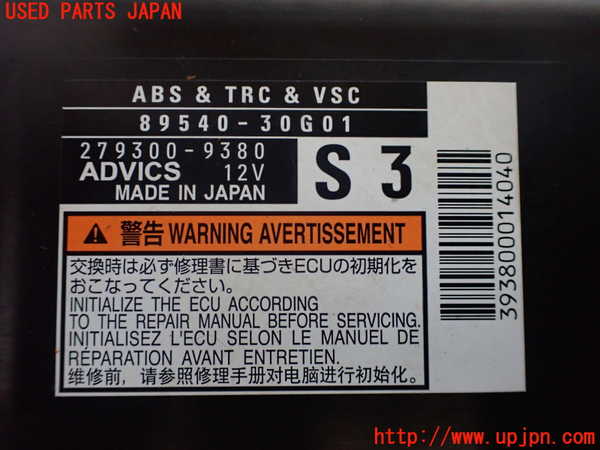 USED PARTS JAPAN
ABS & TRC & VSC
89540-30G01
279300-9380
ADVICS 12V
MADE IN JAPAN
S 3
393800014040
警告 WARNING AVERTISSEMENT
交換時は必ず修理書に基づきECUの初期化を
おこなってください。
INITIALIZE THE ECU ACCORDING
TO THE REPAIR MANUAL BEFORE SERVICING.
INITIALISEZ L'ECU SELON LE MANUEL DE
RÉPARATION AVANT ENTRETIEN.
维修前，请参照修理手册对电脑进行初始化。
http://www.upjpn.com/